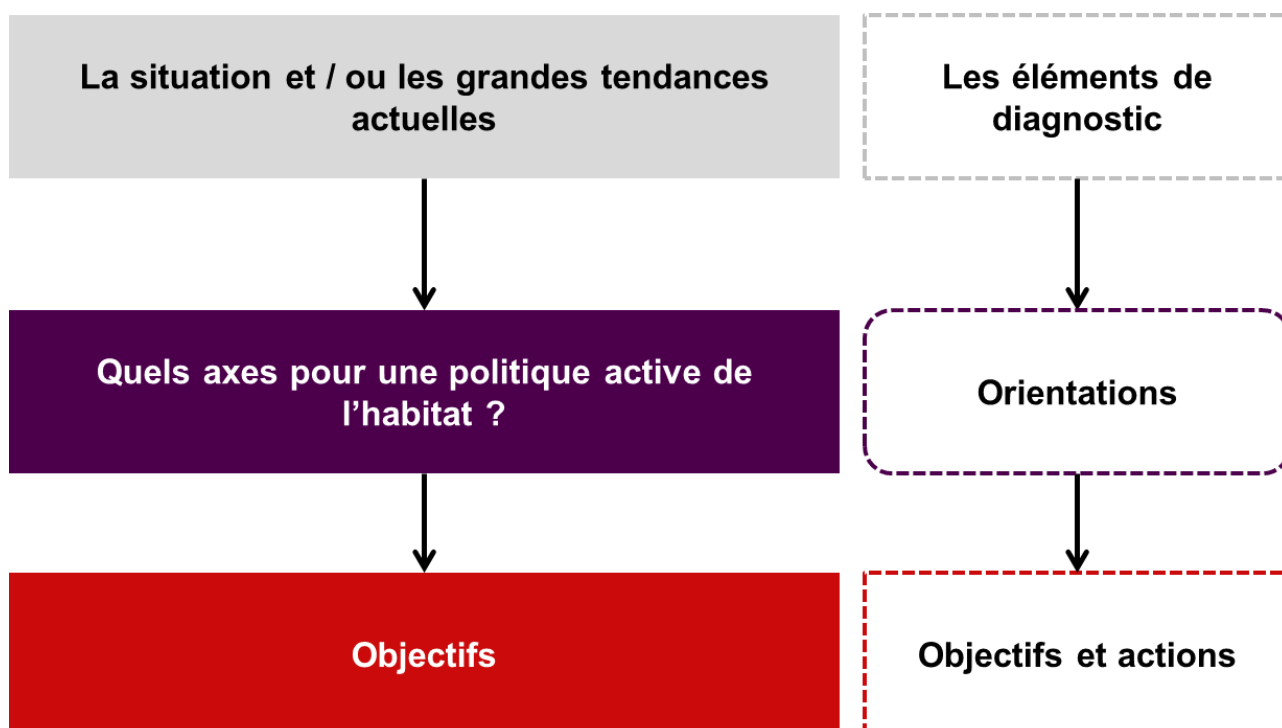 La situation et / ou les grandes tendances
actuelles
Les éléments de
diagnostic
Quels axes pour une politique active de
l’habitat ?
Orientations
Objectifs
Objectifs et actions